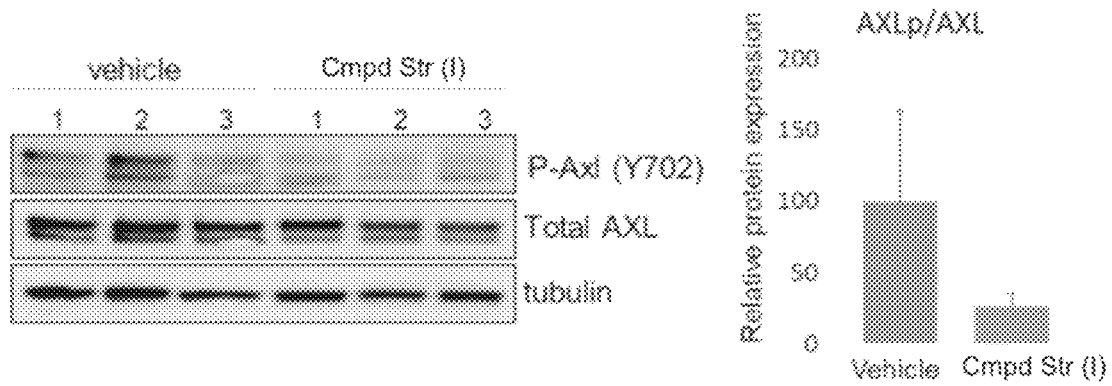 vehicle Cmpd Str (I)
1 2 3 1 2 3
P-Axl (Y702)
Total AXL
tubulin
AXLp/AXL
Relative protein expression
200
150
100
50
0
Vehicle Cmpd Str (I)